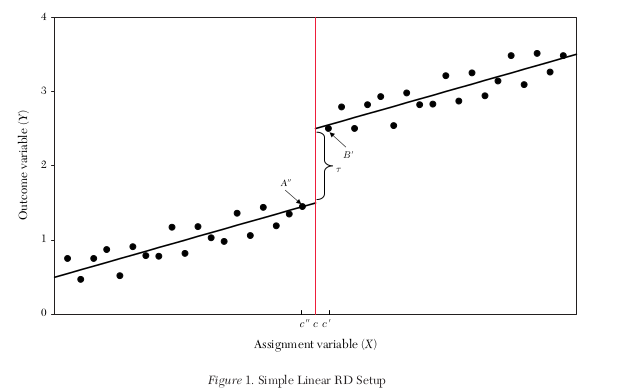 4
3
2
1
0
Outcome variable (Y)
A″
B′
τ
c″ c c′
Assignment variable (X)
Figure 1. Simple Linear RD Setup